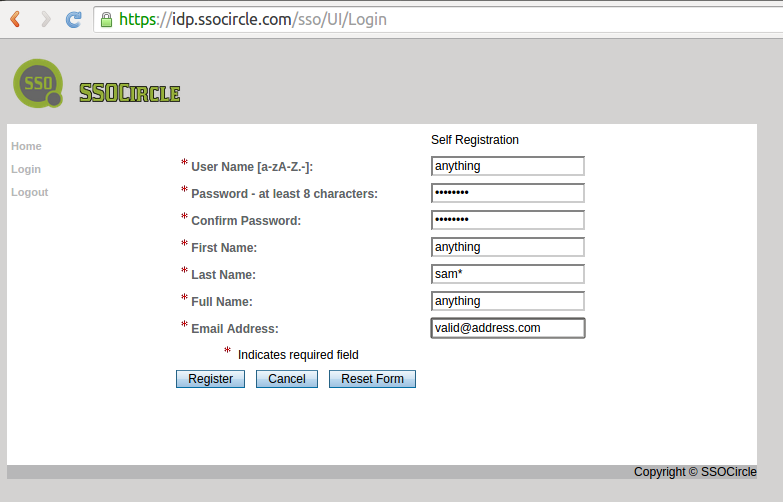 https://idp.ssocircle.com/sso/UI/Login
SSO SSOCIRCLE
Self Registration
Home
* User Name [a-zA-Z.-]: anything
Login
* Password - at least 8 characters: ••••••••
Logout
* Confirm Password: ••••••••
* First Name: anything
* Last Name: sam*
* Full Name: anything
* Email Address: valid@address.com
* Indicates required field
Register Cancel Reset Form
Copyright © SSOCircle